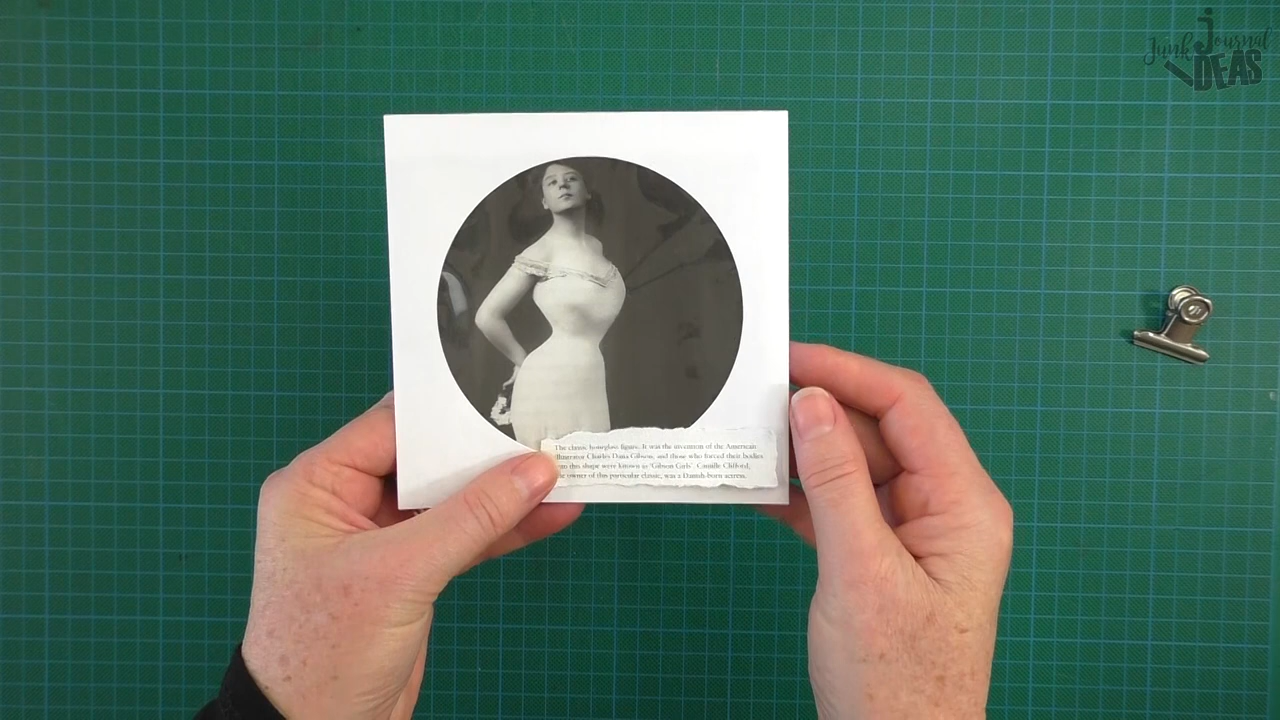 Junk Journal
IDEAS
The classic hourglass figure. It was the invention of the American
illustrator Charles Dana Gibson, and those who forced their bodies
into this shape were known as 'Gibson Girls'. Camille Clifford,
the owner of this particular classic, was a Danish-born actress.